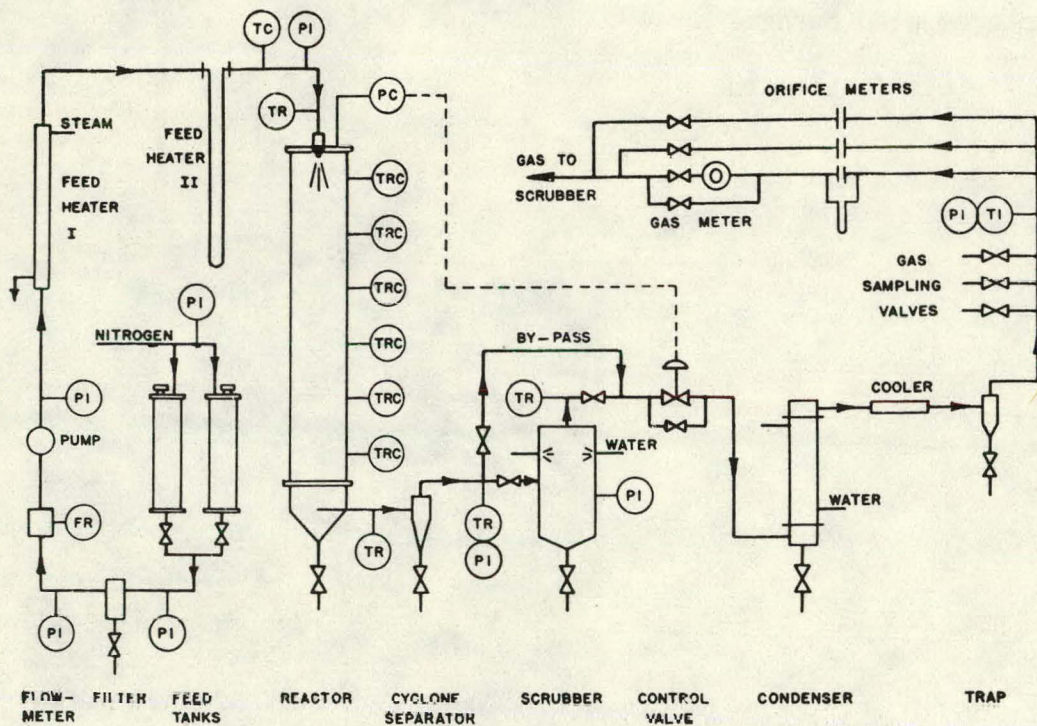 TC
PI
TR
PC
STEAM
FEED
HEATER
I
FEED
HEATER
II
ORIFICE METERS
GAS TO
SCRUBBER
GAS METER
PI
TI
GAS
SAMPLING
VALVES
TRC
TRC
TRC
TRC
TRC
TRC
PI
NITROGEN
PI
PUMP
FR
PI
PI
BY-PASS
TR
WATER
PI
TR
TR
PI
COOLER
WATER
FLOW-
METER
FILTER
FEED
TANKS
REACTOR
CYCLONE
SEPARATOR
SCRUBBER
CONTROL
VALVE
CONDENSER
TRAP